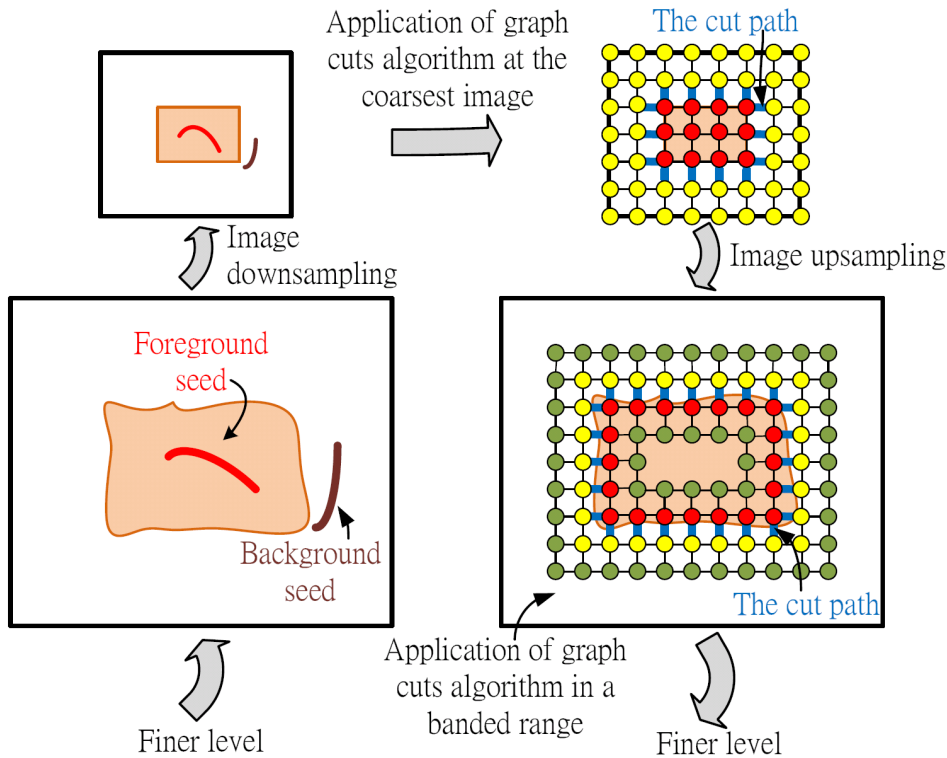 Application of graph
cuts algorithm at the
coarsest image
The cut path
Image
downsampling
Image upsampling
Foreground
seed
Background
seed
The cut path
Application of graph
cuts algorithm in a
banded range
Finer level
Finer level